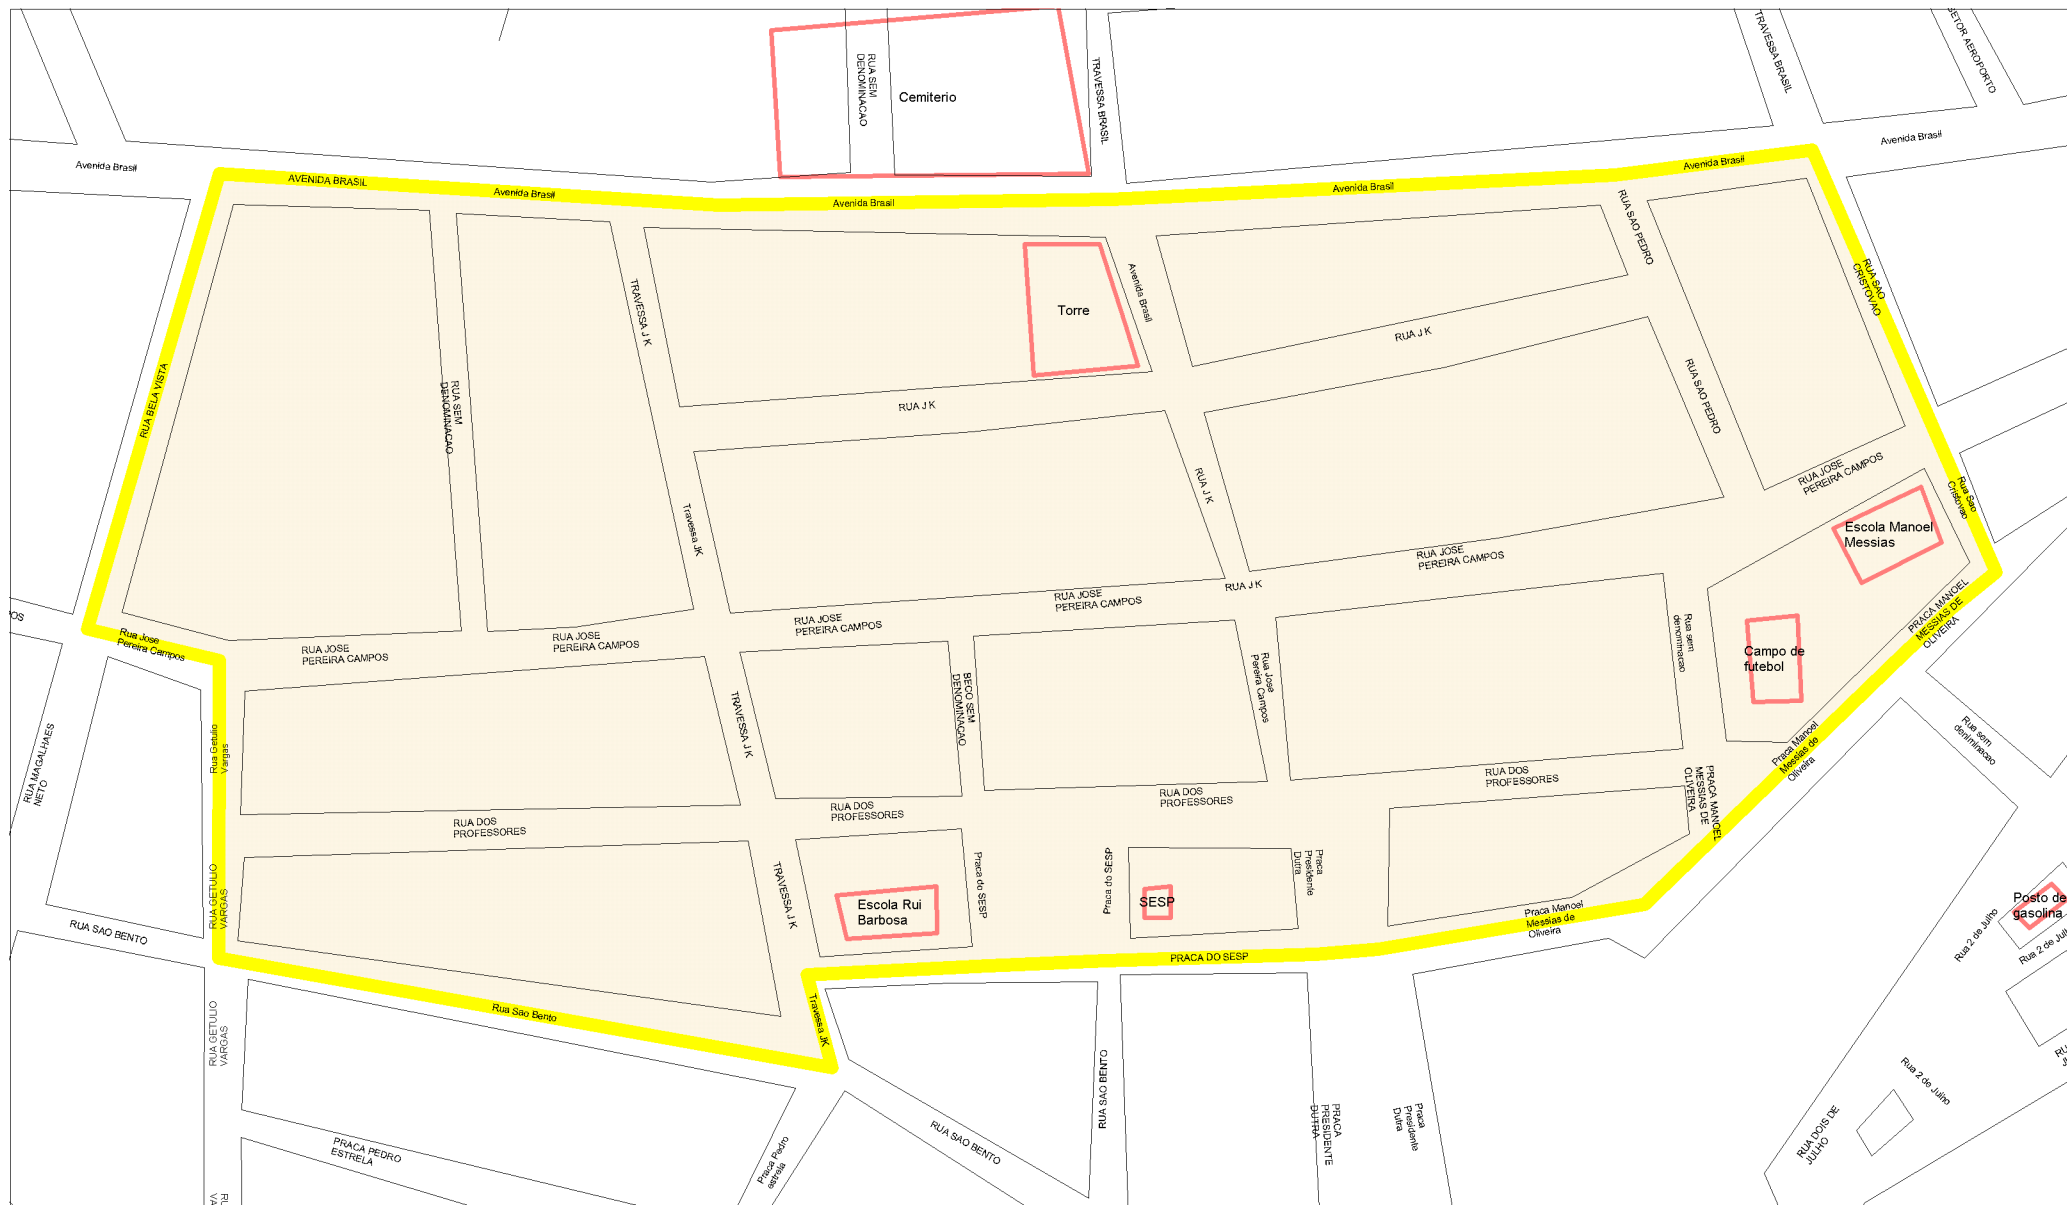 RUA SEM
DENOMINACAO
Cemiterio
TRAVESSA BRASIL
TRAVESSA BRASIL
SETOR AEROPORTO
Avenida Brasil
AVENIDA BRASIL
Avenida Brasil
Avenida Brasil
Avenida Brasil
Avenida Brasil
Avenida Brasil
RUA SAO PEDRO
RUA SAO
CRISTOVAO
TRAVESSA J K
Torre
Avenida Brasil
RUA J K
RUA BELA VISTA
RUA SEM
DENOMINACAO
RUA J K
RUA SAO PEDRO
RUA J K
RUA JOSE
PEREIRA CAMPOS
Rua Sao
Cristovao
Travessa JK
Escola Manoel
Messias
RUA JOSE
PEREIRA CAMPOS
RUA J K
RUA JOSE
PEREIRA CAMPOS
PRACA MANOEL
MESSIAS DE
OLIVEIRA
OS
Rua Jose
Pereira Campos
RUA JOSE
PEREIRA CAMPOS
RUA JOSE
PEREIRA CAMPOS
RUA JOSE
PEREIRA CAMPOS
Rua sem
denorminacao
Campo de
futebol
Rua Jose
Pereira Campos
BECO SEM
DENOMINACAO
TRAVESSA J K
Rua Getulio
Vargas
RUA MAGALHAES
NETO
Praca Manoel
Messias de
Oliveira
Rua sem
deniminacao
RUA DOS
PROFESSORES
RUA DOS
PROFESSORES
RUA DOS
PROFESSORES
RUA DOS
PROFESSORES
PRACA MANOEL
MESSIAS DE
OLIVEIRA
RUA GETULIO
VARGAS
TRAVESSA J K
Escola Rui
Barbosa
Praca do SESP
Praca do SESP
SESP
Praca
Presidente
Dutra
Praca Manoel
Messias de
Oliveira
Posto de
gasolina
Rua 2 de Julho
Rua 2 de Jul
RUA SAO BENTO
PRACA DO SESP
Rua Sao Bento
Travessa JK
RUA GETULIO
VARGAS
RUA SAO BENTO
PRACA
PRESIDENTE
DUTRA
Praca
Presidente
Dutra
Rua 2 de Julho
RUA DOIS DE
JULHO
PRACA PEDRO
ESTRELA
Praca Pedro
estrela
RUA SAO BENTO
RU
VA